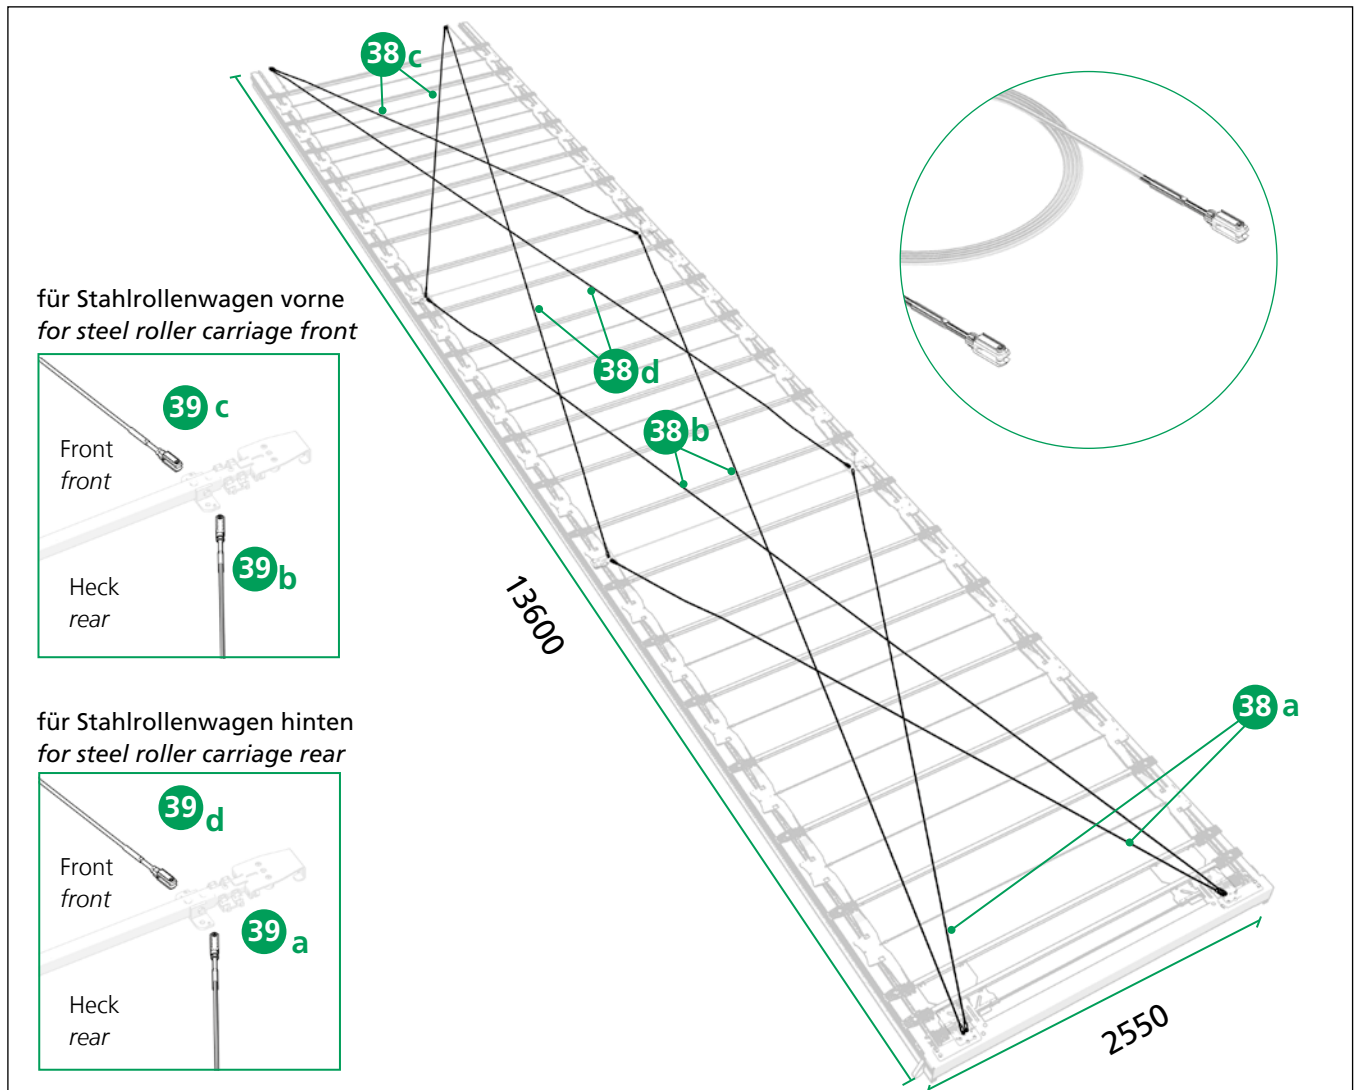 38 c
für Stahlrollenwagen vorne
for steel roller carriage front
39 c
Front
front
39 b
Heck
rear
38 d
38 b
13600
für Stahlrollenwagen hinten
for steel roller carriage rear
39 d
Front
front
39 a
Heck
rear
38 a
2550